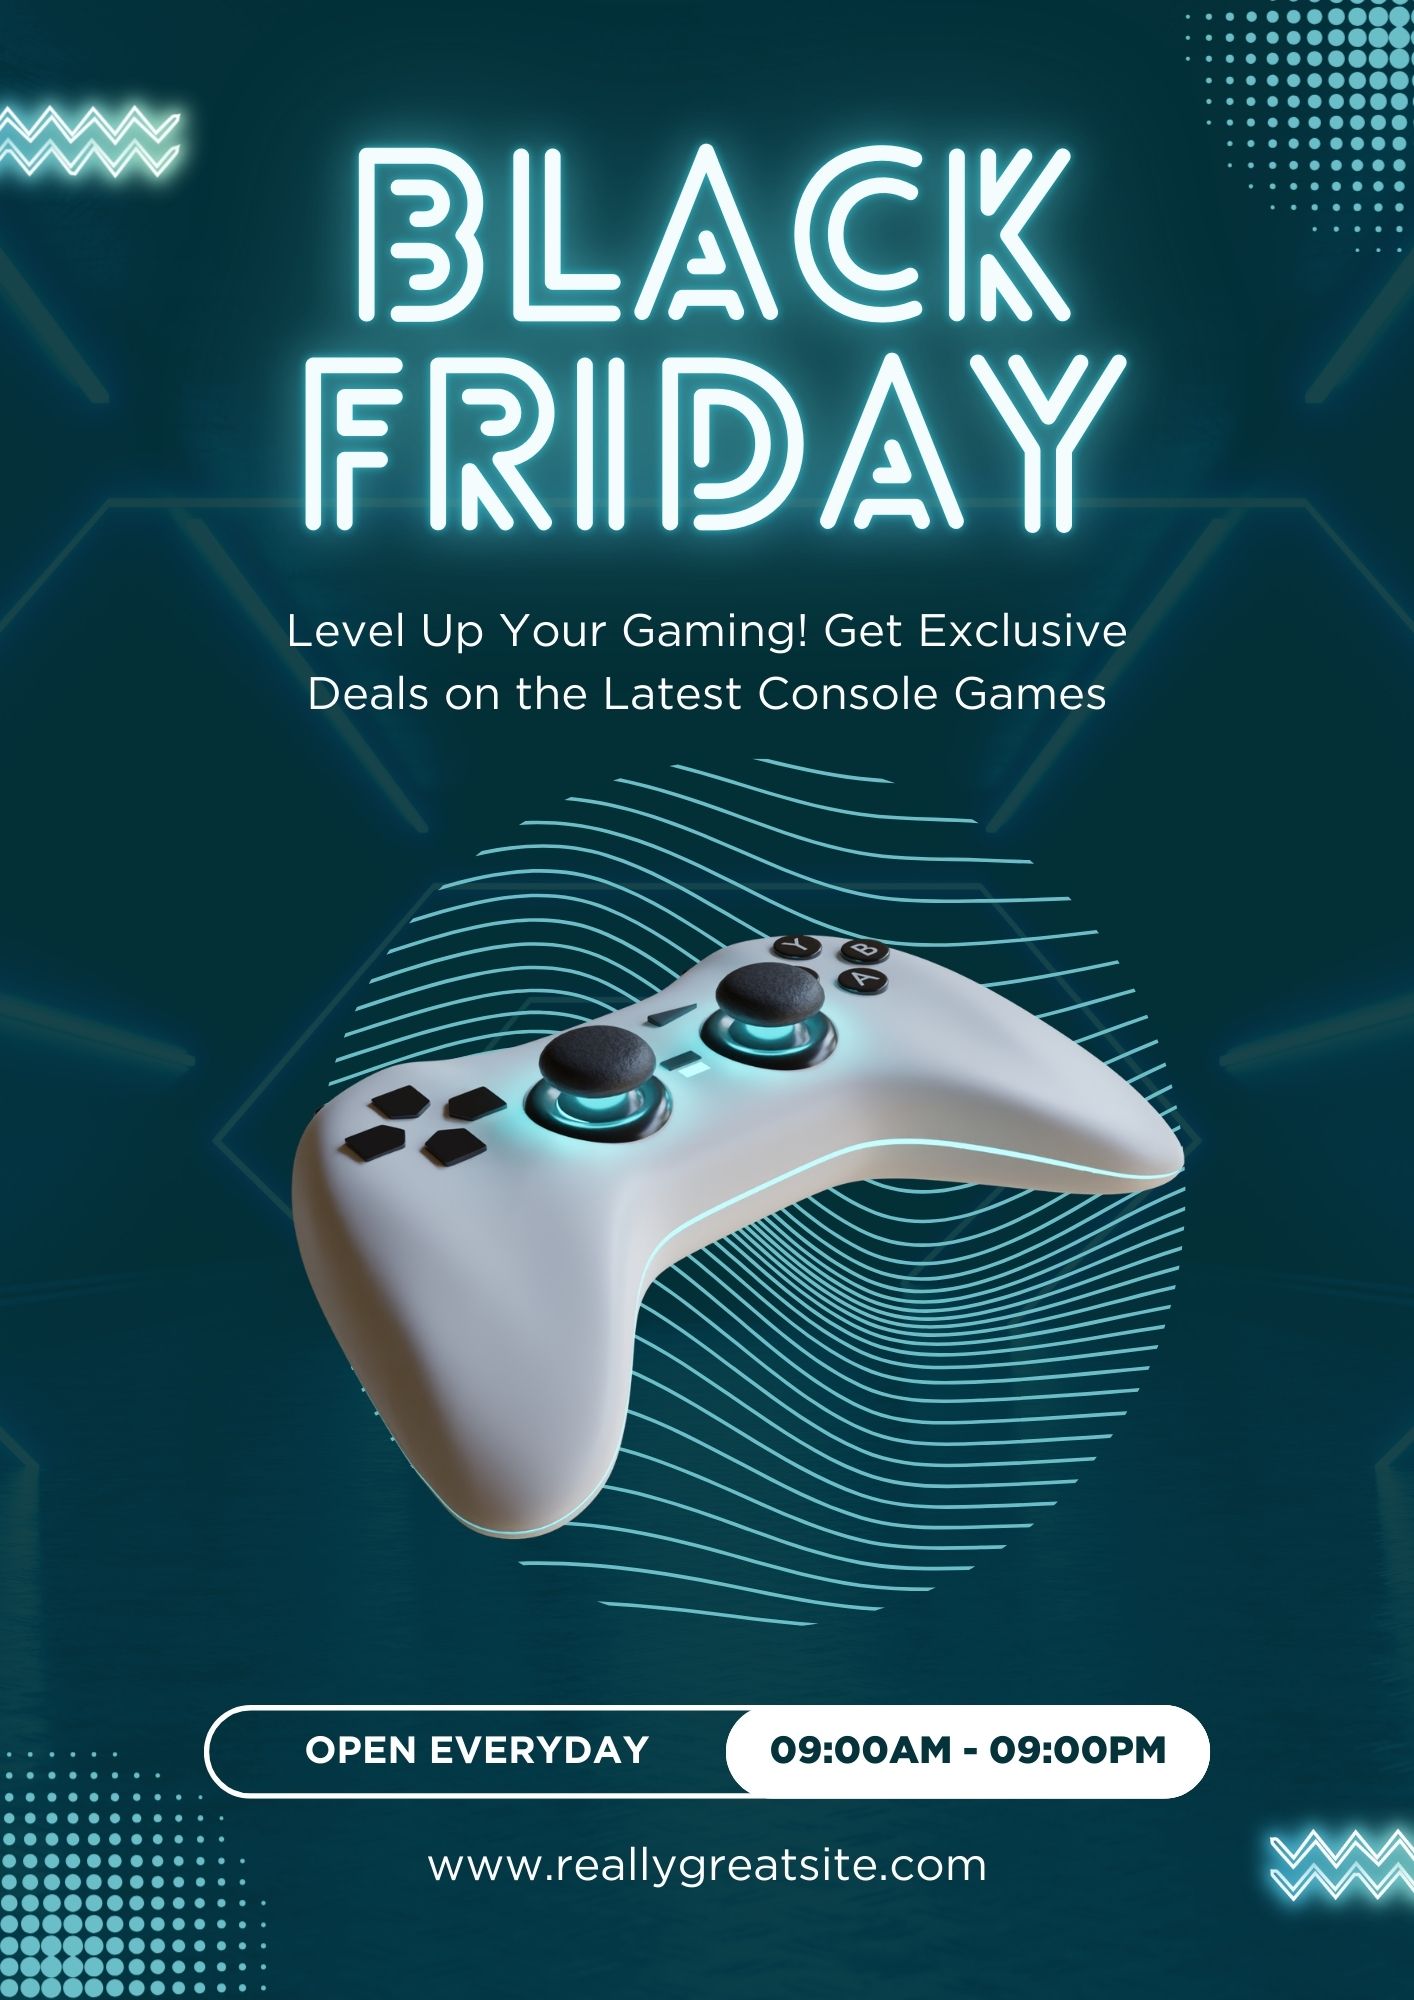 BLACK
FRIDAY
Level Up Your Gaming! Get Exclusive
Deals on the Latest Console Games
Y
B
A
OPEN EVERYDAY 09:00AM - 09:00PM
www.reallygreatsite.com